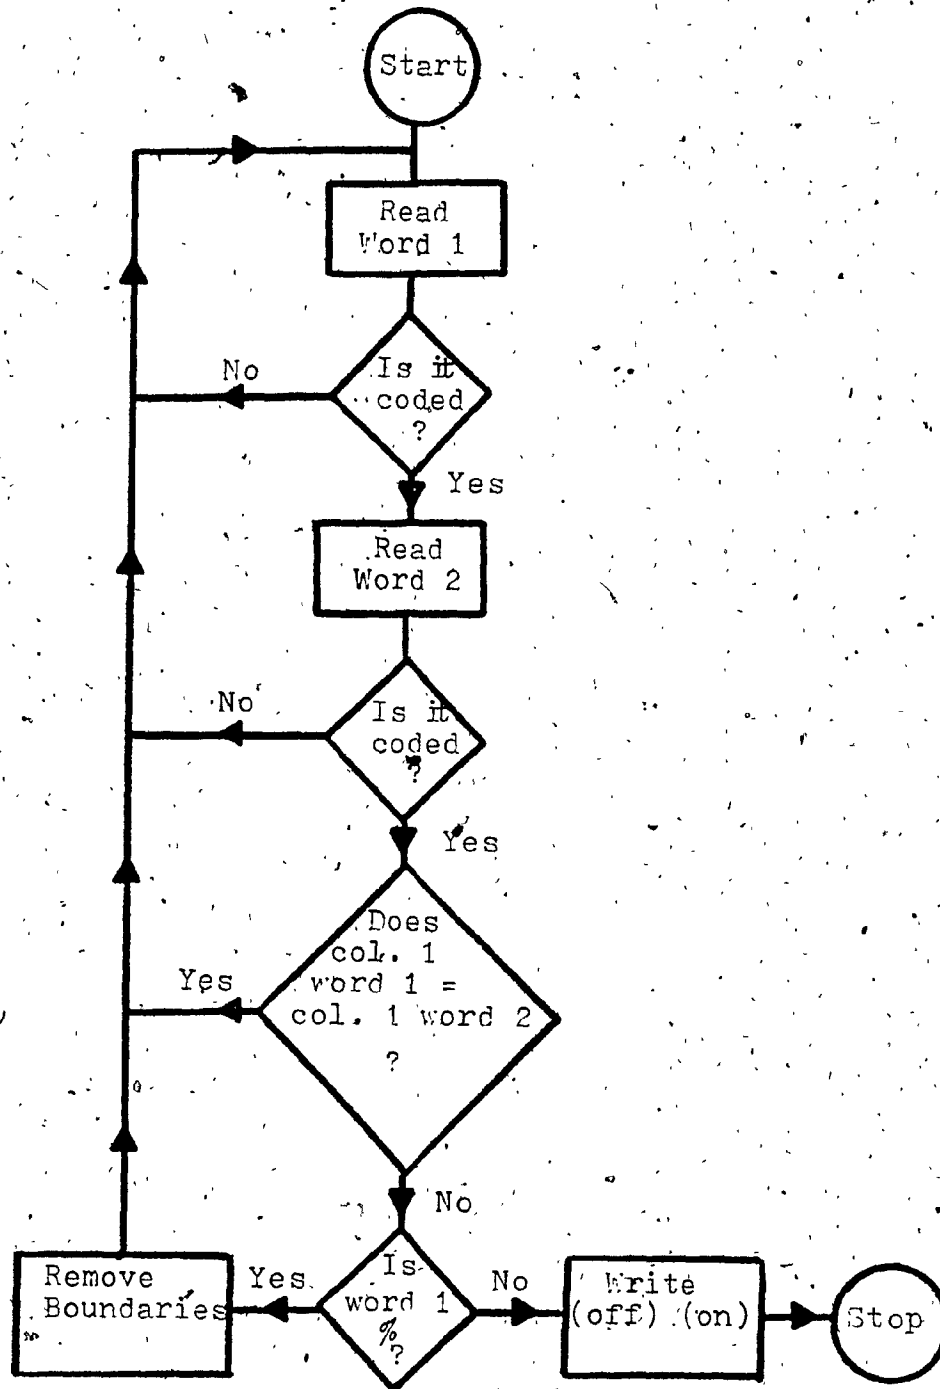 Start
Read
Word 1
Is it
coded
?
No
Yes
Read
Word 2
Is it
coded
?
No
Yes
Does
col. 1
word 1 =
col. 1 word 2
?
Yes
No
Is
word 1
%
?
Yes
Remove
Boundaries
No
Write
(off) (on)
Stop